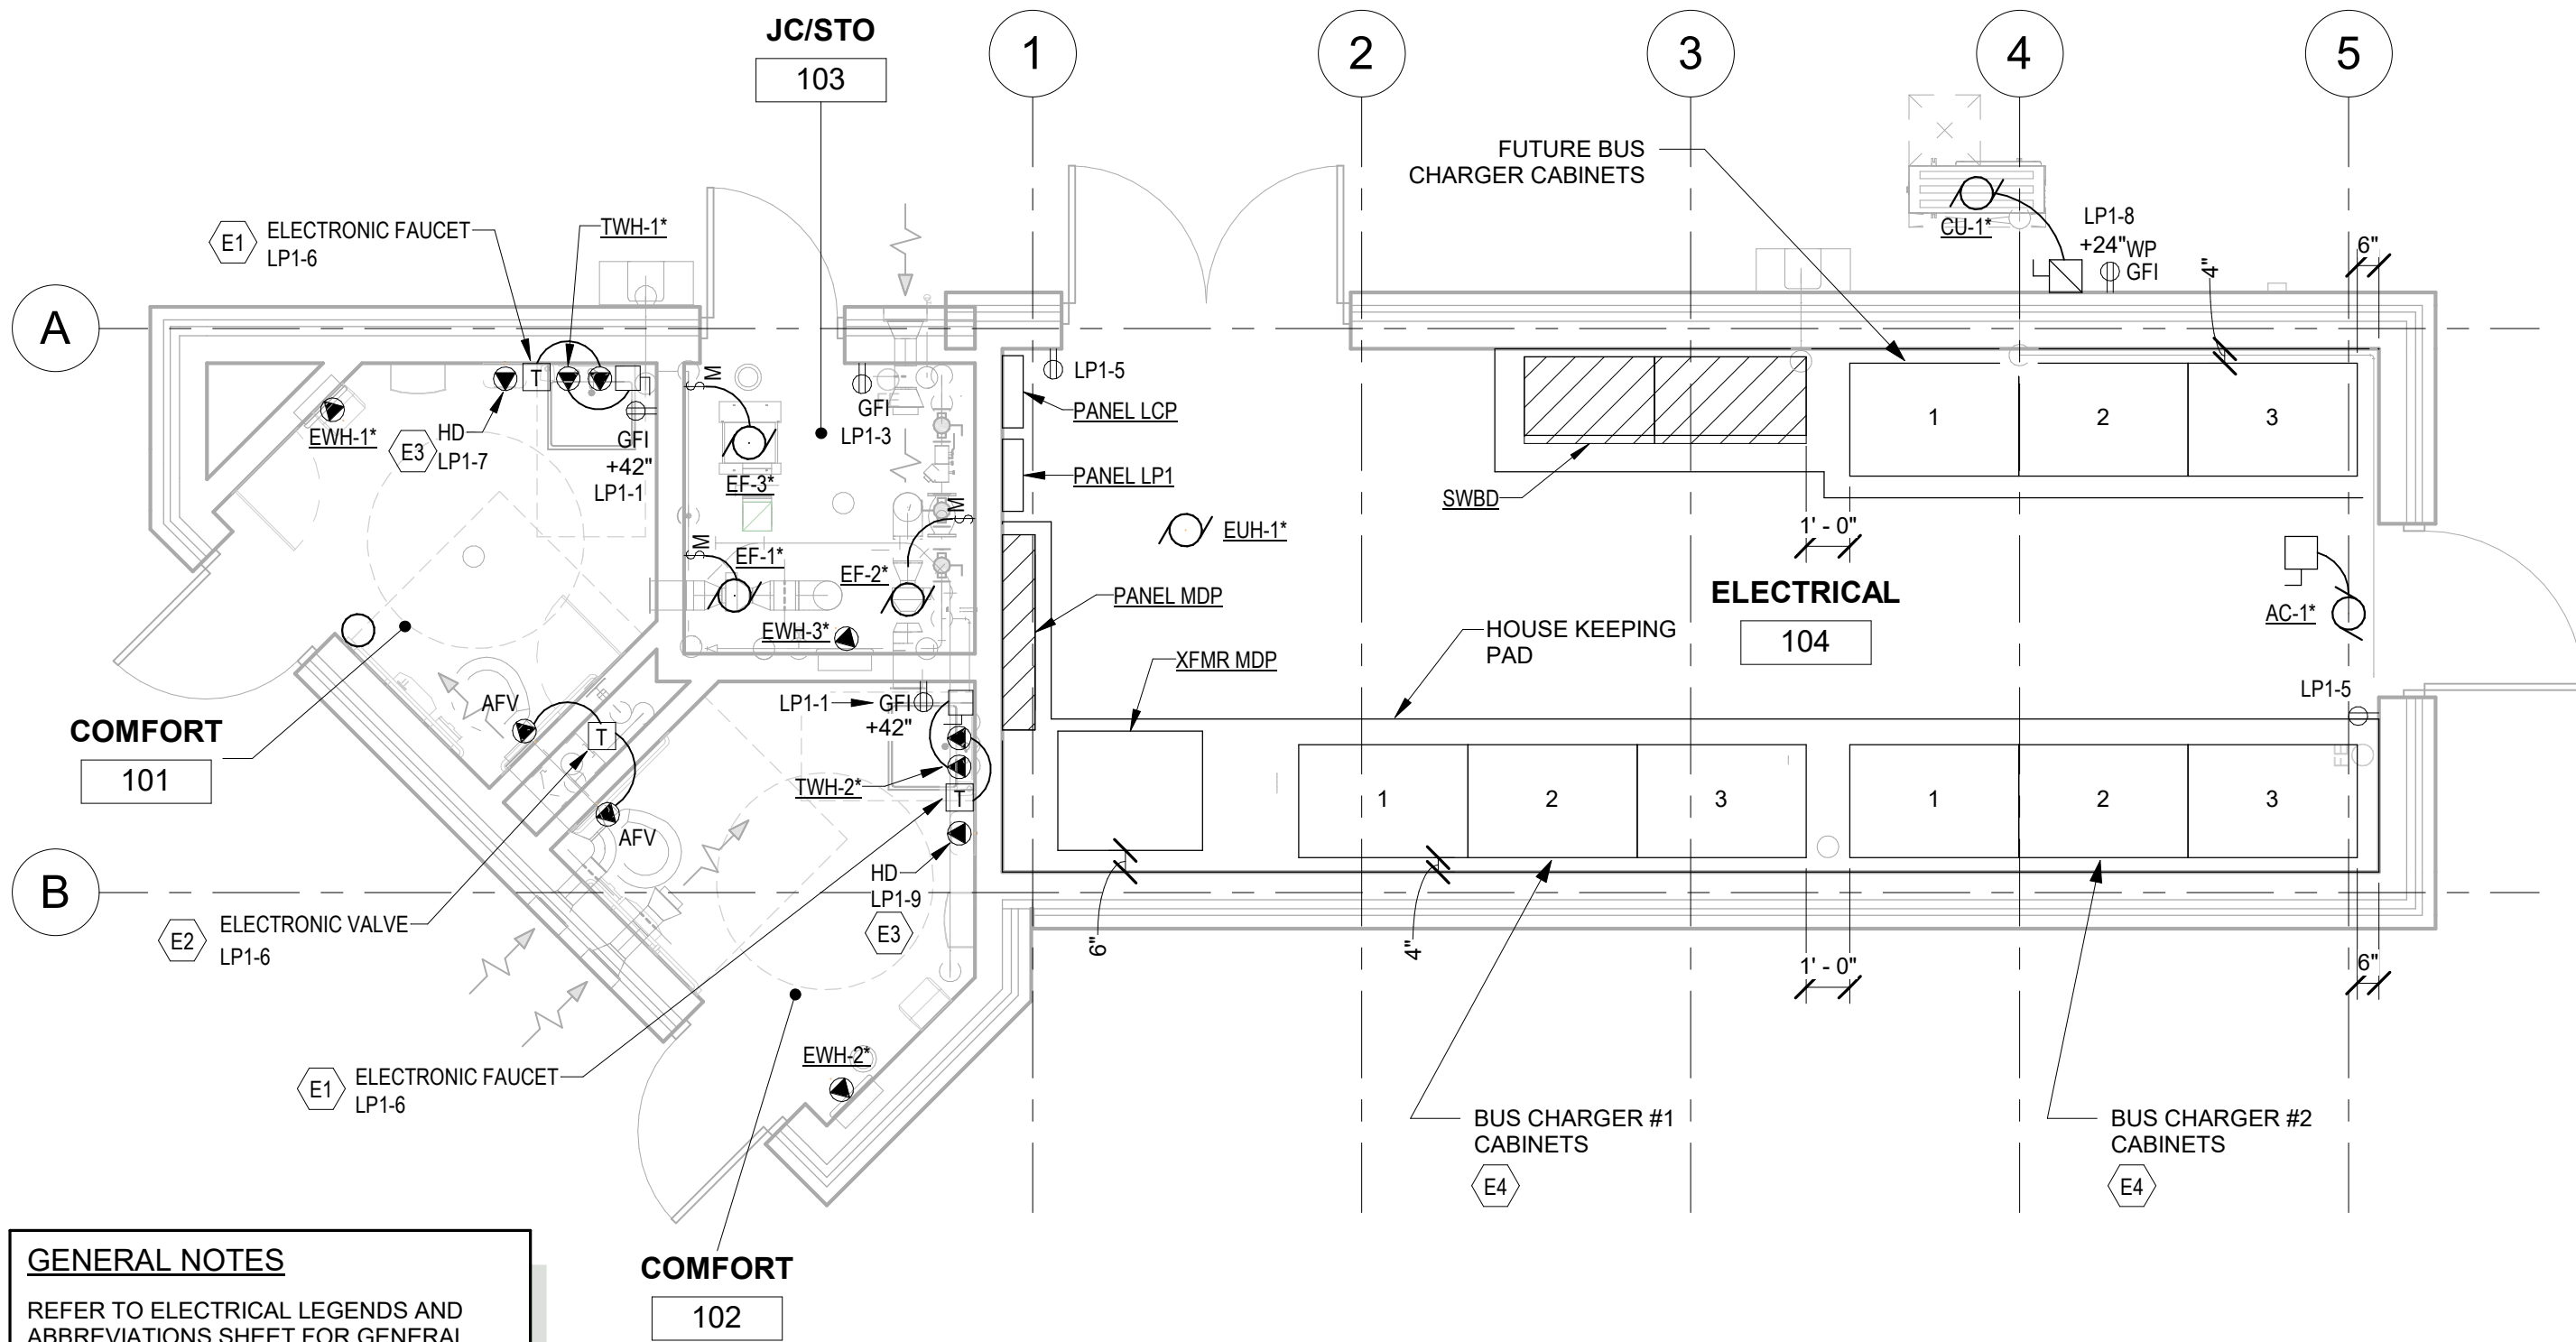 JC/STO
103
1
2
3
4
5
FUTURE BUS
CHARGER CABINETS
E1
ELECTRONIC FAUCET
LP1-6
TWH-1*
CU-1*
LP1-8
+24"
WP
GFI
4"
6"
A
LP1-5
PANEL LCP
PANEL LP1
T
EWH-1*
HD
LP1-7
E3
GFI
+42"
LP1-1
$M
GFI
LP1-3
EF-3*
1
2
3
SWBD
$M
$M
EF-1*
EF-2*
EWH-3*
EUH-1*
1' - 0"
ELECTRICAL
104
PANEL MDP
HOUSE KEEPING
PAD
XFMR MDP
AC-1*
LP1-5
COMFORT
101
AFV
T
AFV
LP1-1
GFI
+42"
TWH-2*
T
HD
LP1-9
E3
1
2
3
1
2
3
FE
B
E2
ELECTRONIC VALVE
LP1-6
6"
4"
1' - 0"
6"
E1
ELECTRONIC FAUCET
LP1-6
EWH-2*
BUS CHARGER #1
CABINETS
E4
BUS CHARGER #2
CABINETS
E4
COMFORT
102
GENERAL NOTES
REFER TO ELECTRICAL LEGENDS AND
ABBREVIATIONS SHEET FOR GENERAL